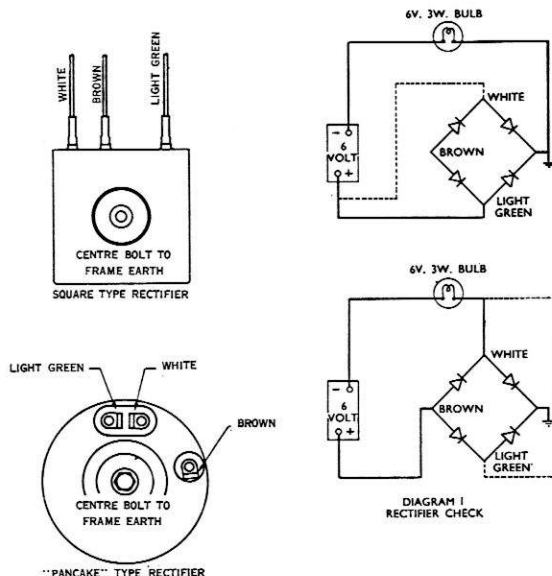 WHITE
BROWN
LIGHT GREEN
CENTRE BOLT TO
FRAME EARTH
SQUARE TYPE RECTIFIER
LIGHT GREEN
WHITE
BROWN
CENTRE BOLT TO
FRAME EARTH
"PANCAKE" TYPE RECTIFIER
6V. 3W. BULB
WHITE
- 6
VOLT
+
BROWN
LIGHT
GREEN
6V. 3W. BULB
WHITE
- 6
VOLT
+
BROWN
LIGHT
GREEN
DIAGRAM 1
RECTIFIER CHECK